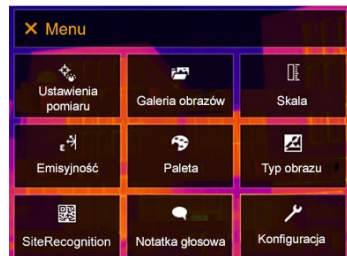 Menu
Ustawienia
pomiaru
Galeria obrazów
Skala
Emisyjność
Paleta
Typ obrazu
SiteRecognition
Notatka głosowa
Konfiguracja